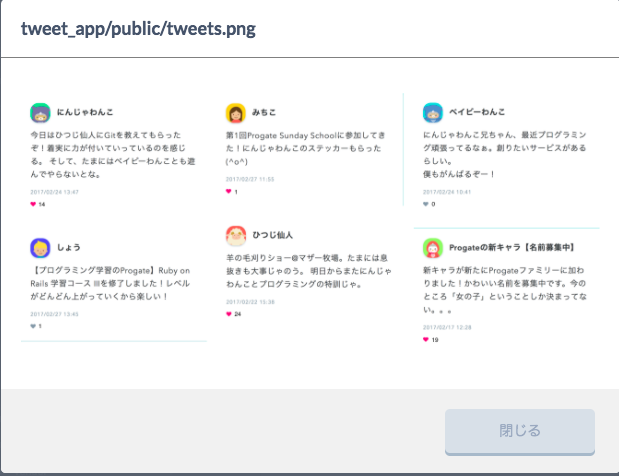 tweet_app/public/tweets.png
にんじゃわんこ
今日はひつじ仙人にGitを教えてもらった
ぞ！着実に力が付いていっているのを感じ
る。 そして、たまにはベイビーわんことも遊
んでやらないとな。
2017/02/24 13:47
14
みちこ
第1回Progate Sunday Schoolに参加してき
た！にんじゃわんこのステッカーもらった
(^o^)
2017/02/27 11:03
1
ベイビーわんこ
にんじゃわんこ兄ちゃん、最近プログラミン
グ頑張ってるなぁ。創りたいサービスがある
らしい。
僕もがんばるぞー！
2017/02/24 10:41
0
しょう
【プログラミング学習のProgate】Ruby on
Rails 学習コース を修了しました！レベル
がどんどん上がっていくから楽しい！
2017/02/27 13:45
1
ひつじ仙人
羊の毛刈りショー@マザー牧場。たまには息
抜きも大事じゃのう。 明日からまたにんじゃ
わんことプログラミングの特訓じゃ。
2017/02/22 15:38
24
Progateの新キャラ【名前募集中】
新キャラが新たにProgateファミリーに加わ
りました！かわいい名前を募集中です。今の
ところ「女の子」ということしか決まってな
い。。。
2017/02/17 12:28
19
閉じる